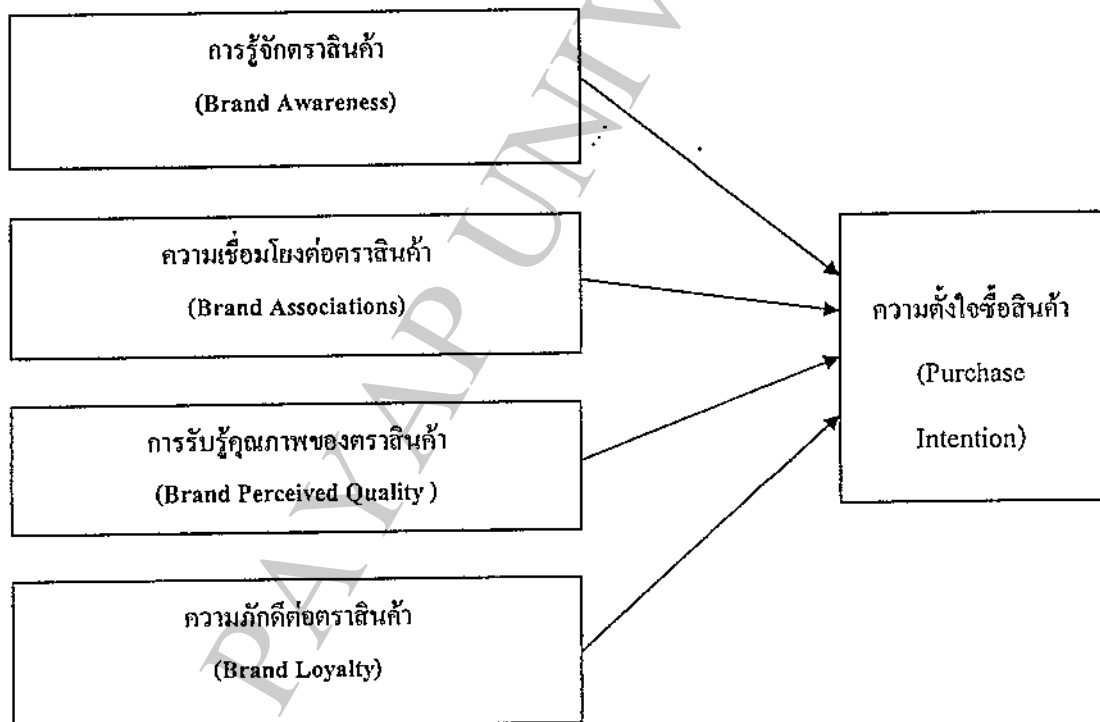 การรู้จักตราสินค้า
(Brand Awareness)
ความเชื่อมโยงต่อตราสินค้า
(Brand Associations)
การรับรู้คุณภาพของตราสินค้า
(Brand Perceived Quality )
ความภักดีต่อตราสินค้า
(Brand Loyalty)
ความตั้งใจซื้อสินค้า
(Purchase
Intention)
PAYAP UNIV